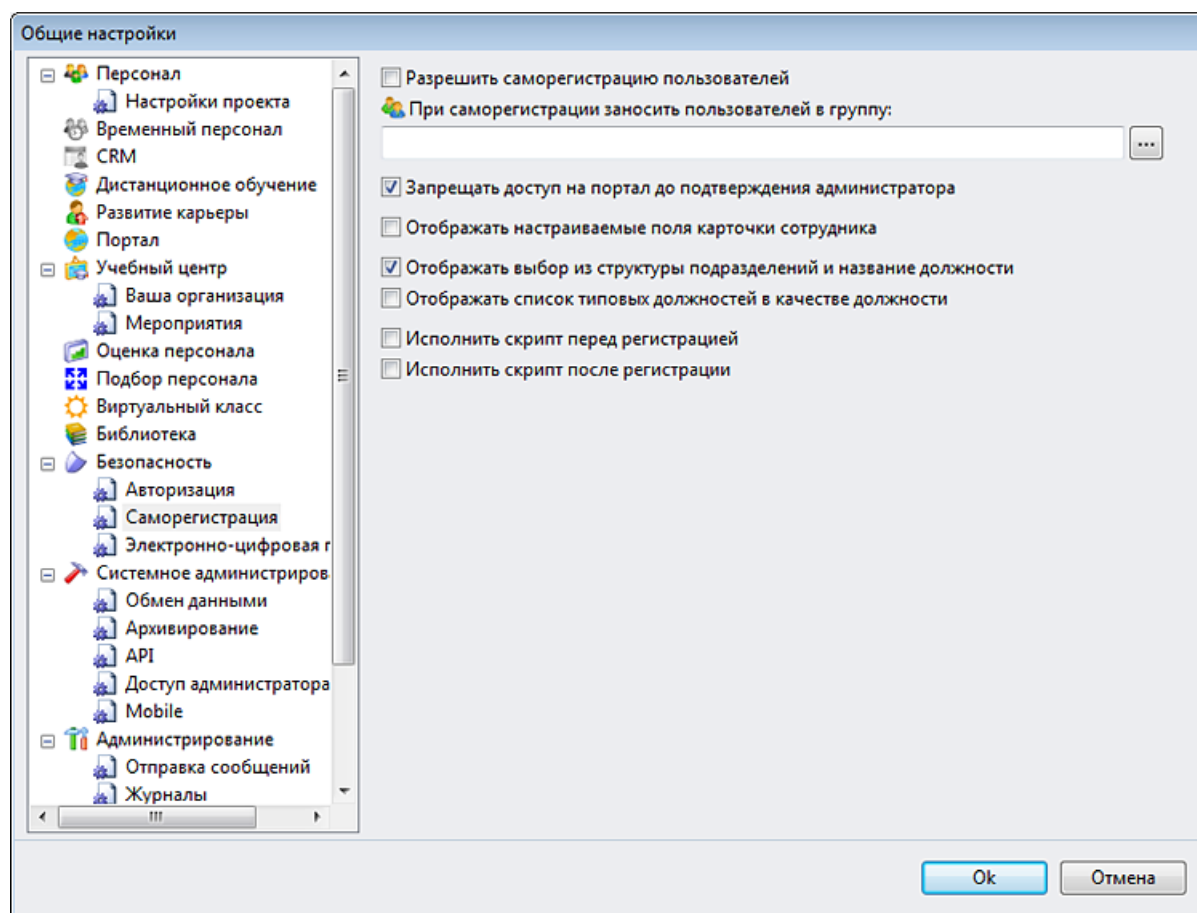 Общие настройки
Персонал
Настройки проекта
Временный персонал
CRM
Дистанционное обучение
Развитие карьеры
Портал
Учебный центр
Ваша организация
Мероприятия
Оценка персонала
Подбор персонала
Виртуальный класс
Библиотека
Безопасность
Авторизация
Саморегистрация
Электронно-цифровая г
Системное администриров
Обмен данными
Архивирование
API
Доступ администратора
Mobile
Администрирование
Отправка сообщений
Журналы
Разрешить саморегистрацию пользователей
При саморегистрации заносить пользователей в группу:
...
Запрещать доступ на портал до подтверждения администратора
Отображать настраиваемые поля карточки сотрудника
Отображать выбор из структуры подразделений и название должности
Отображать список типовых должностей в качестве должности
Исполнить скрипт перед регистрацией
Исполнить скрипт после регистрации
Ok
Отмена